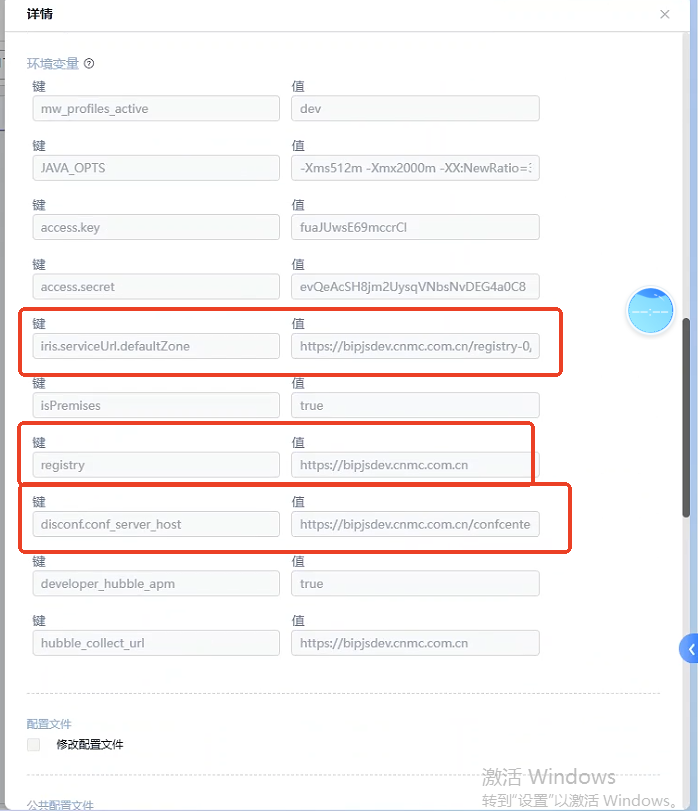 详情
环境变量
键 值
mw_profiles_active dev
键 值
JAVA_OPTS -Xms512m -Xmx2000m -XX:NewRatio=
键 值
access.key fuaJUwsE69mccrCl
键 值
access.secret evQeAcSH8jm2UysqVNbsNvDEG4a0C8
键 值
iris.serviceUrl.defaultZone https://bipjsdev.cnmc.com.cn/registry-0,
键 值
isPremises true
键 值
registry https://bipjsdev.cnmc.com.cn
键 值
disconf.conf_server_host https://bipjsdev.cnmc.com.cn/confcente
键 值
developer_hubble_apm true
键 值
hubble_collect_url https://bipjsdev.cnmc.com.cn
配置文件
修改配置文件
激活 Windows
转到"设置"以激活 Windows。
公共配置文件